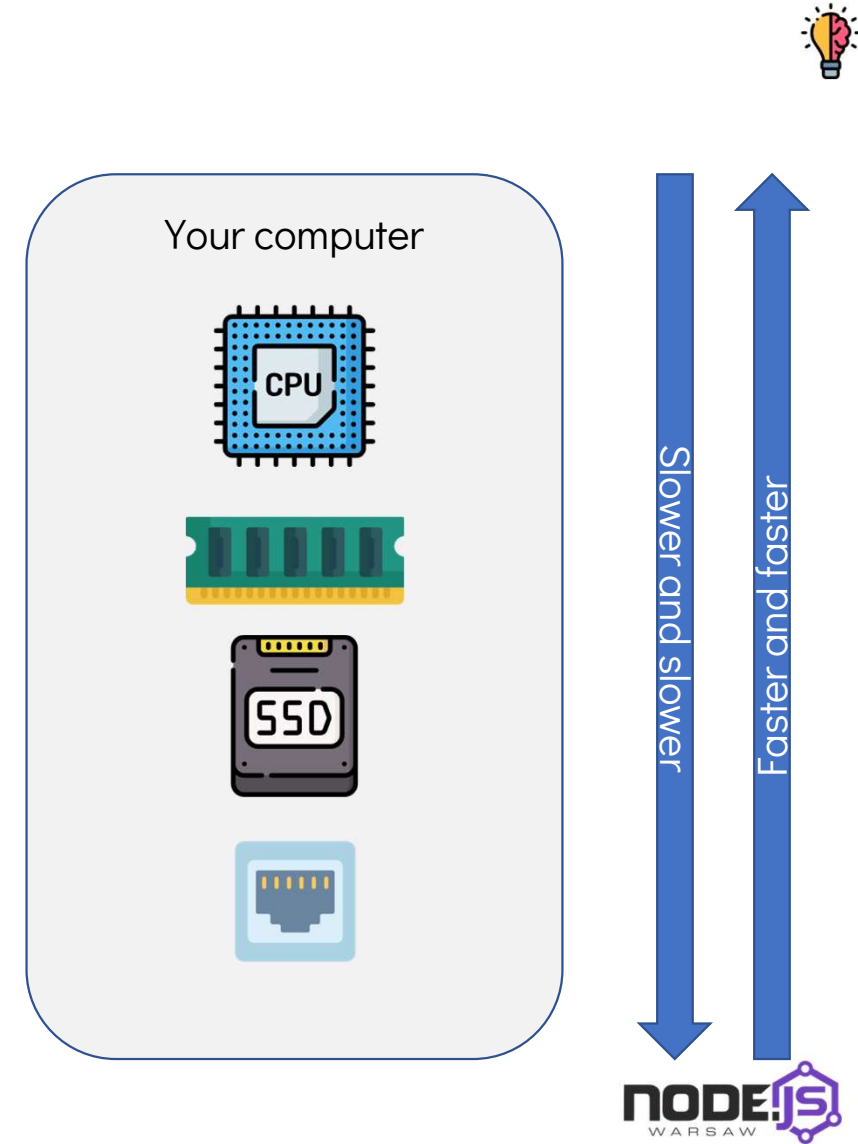 Your computer
CPU
SSD
Slower and slower
Faster and faster
NODE.JS
WARSAW